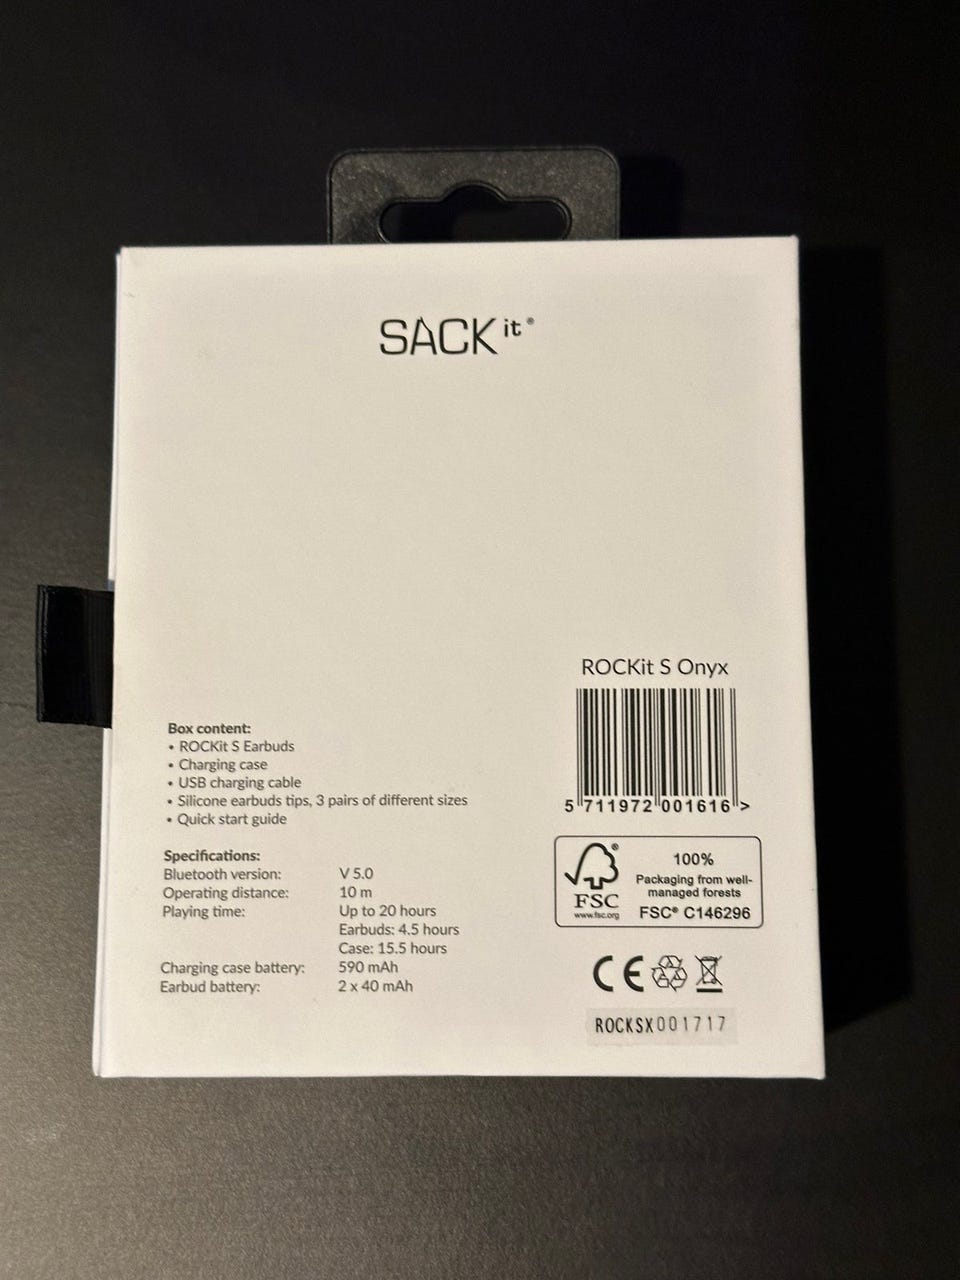 SACKit®
ROCKit S Onyx
5 711972 001616 >
Box content:
• ROCKit S Earbuds
• Charging case
• USB charging cable
• Silicone earbuds tips, 3 pairs of different sizes
• Quick start guide
Specifications:
Bluetooth version: V 5.0
Operating distance: 10 m
Playing time: Up to 20 hours
Earbuds: 4.5 hours
Case: 15.5 hours
Charging case battery: 590 mAh
Earbud battery: 2 x 40 mAh
®
FSC
www.fsc.org
100%
Packaging from well-
managed forests
FSC® C146296
CE
ROCKSX001717